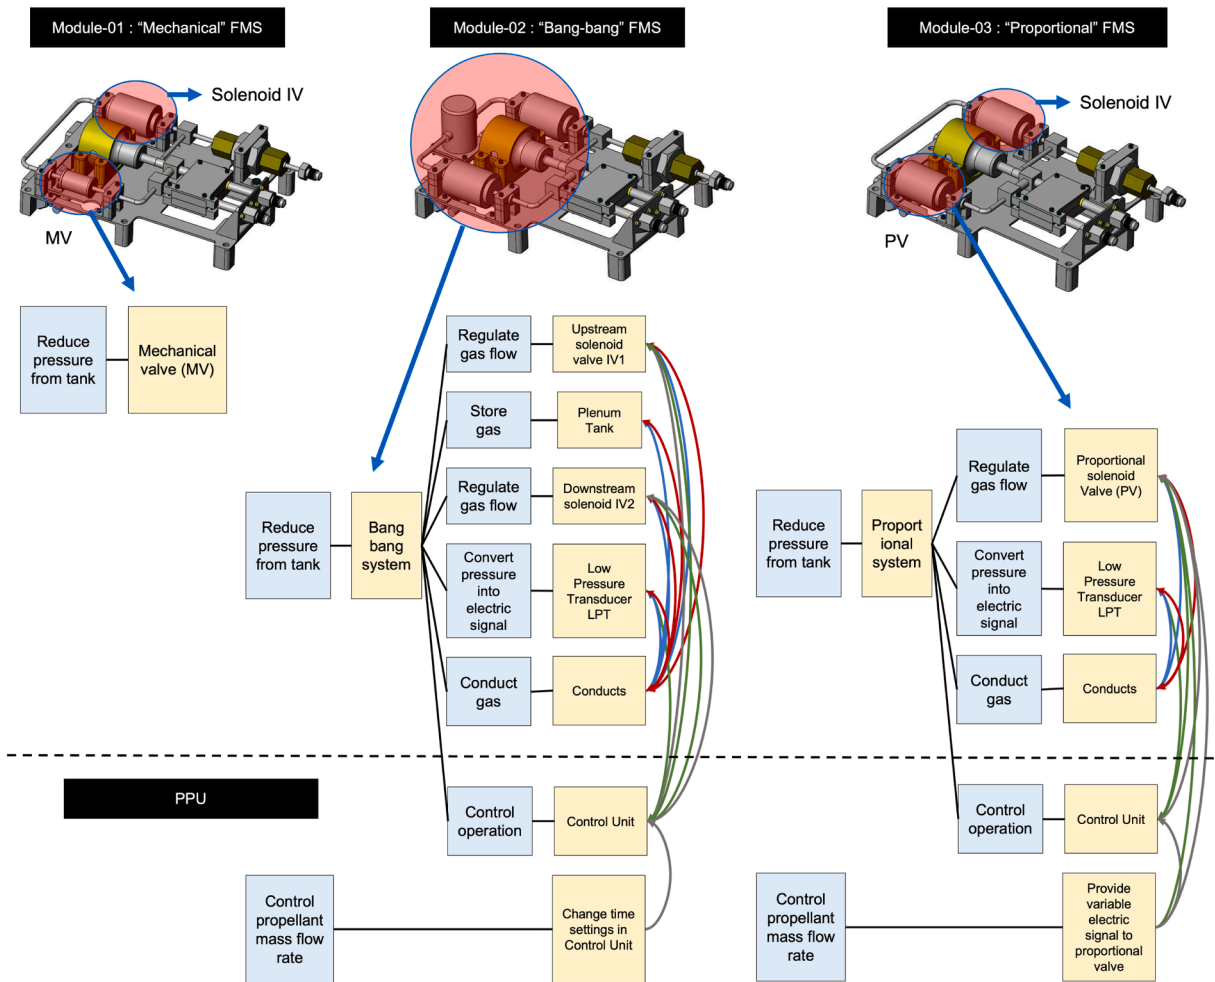 Module-01 : “Mechanical” FMS
Module-02 : “Bang-bang” FMS
Module-03 : “Proportional” FMS
Solenoid IV
MV
Solenoid IV
PV
Reduce
pressure
from tank
Mechanical
valve (MV)
Reduce
pressure
from tank
Bang
bang
system
Regulate
gas flow
Upstream
solenoid
valve IV1
Store
gas
Plenum
Tank
Regulate
gas flow
Downstream
solenoid IV2
Convert
pressure
into
electric
signal
Low
Pressure
Transducer
LPT
Conduct
gas
Conducts
Reduce
pressure
from tank
Proport
ional
system
Regulate
gas flow
Proportional
solenoid
Valve (PV)
Convert
pressure
into
electric
signal
Low
Pressure
Transducer
LPT
Conduct
gas
Conducts
PPU
Control
operation
Control Unit
Control
propellant
mass flow
rate
Change time
settings in
Control Unit
Control
operation
Control Unit
Control
propellant
mass flow
rate
Provide
variable
electric
signal to
proportional
valve